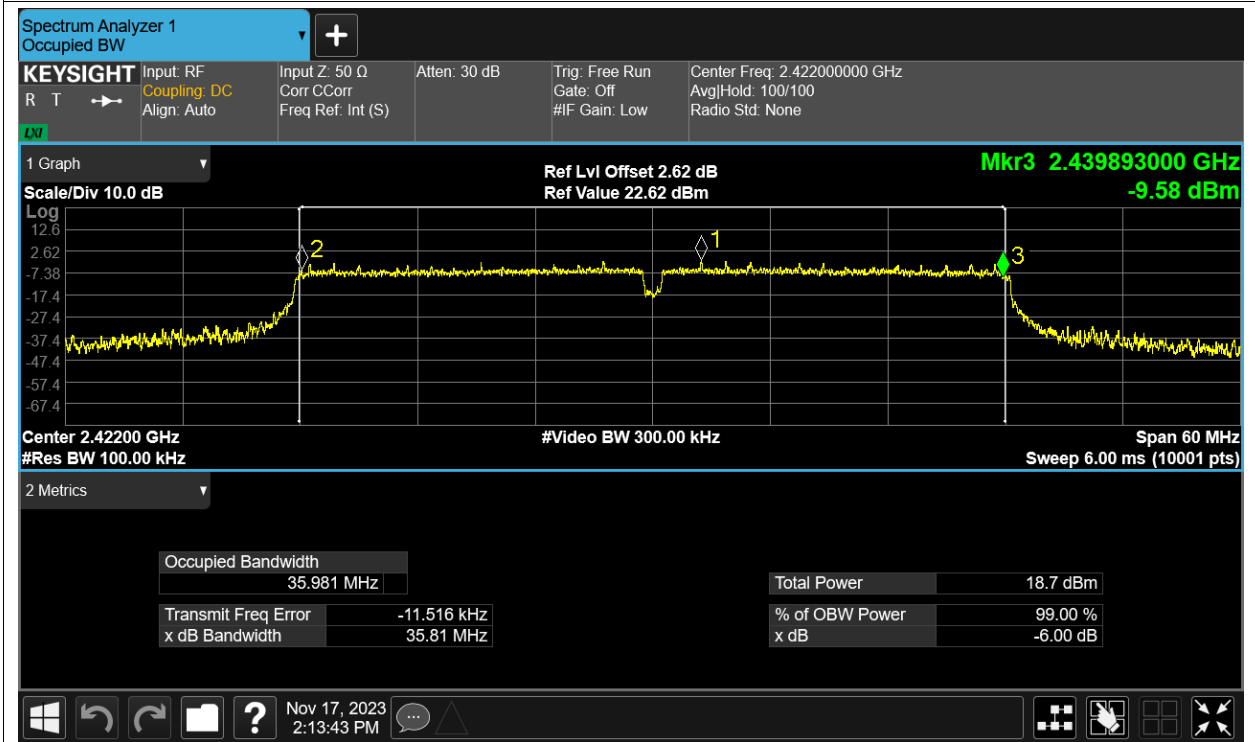 Spectrum Analyzer 1
Occupied BW
KEYSIGHT
R T
LXI
Input: RF
Coupling: DC
Align: Auto
Input Z: 50 Ω
Corr CCorr
Freq Ref: Int (S)
Atten: 30 dB
Trig: Free Run
Gate: Off
#IF Gain: Low
Center Freq: 2.422000000 GHz
Avg|Hold: 100/100
Radio Std: None
1 Graph
Scale/Div 10.0 dB
Ref Lvl Offset 2.62 dB
Ref Value 22.62 dBm
Mkr3 2.439893000 GHz
-9.58 dBm
Log
12.6
2.62
-7.38
-17.4
-27.4
-37.4
-47.4
-57.4
-67.4
2
1
3
Center 2.42200 GHz
#Video BW 300.00 kHz
Span 60 MHz
#Res BW 100.00 kHz
Sweep 6.00 ms (10001 pts)
2 Metrics
Occupied Bandwidth
35.981 MHz
Total Power 18.7 dBm
Transmit Freq Error -11.516 kHz
% of OBW Power 99.00 %
x dB Bandwidth 35.81 MHz
x dB -6.00 dB
?
Nov 17, 2023
2:13:43 PM